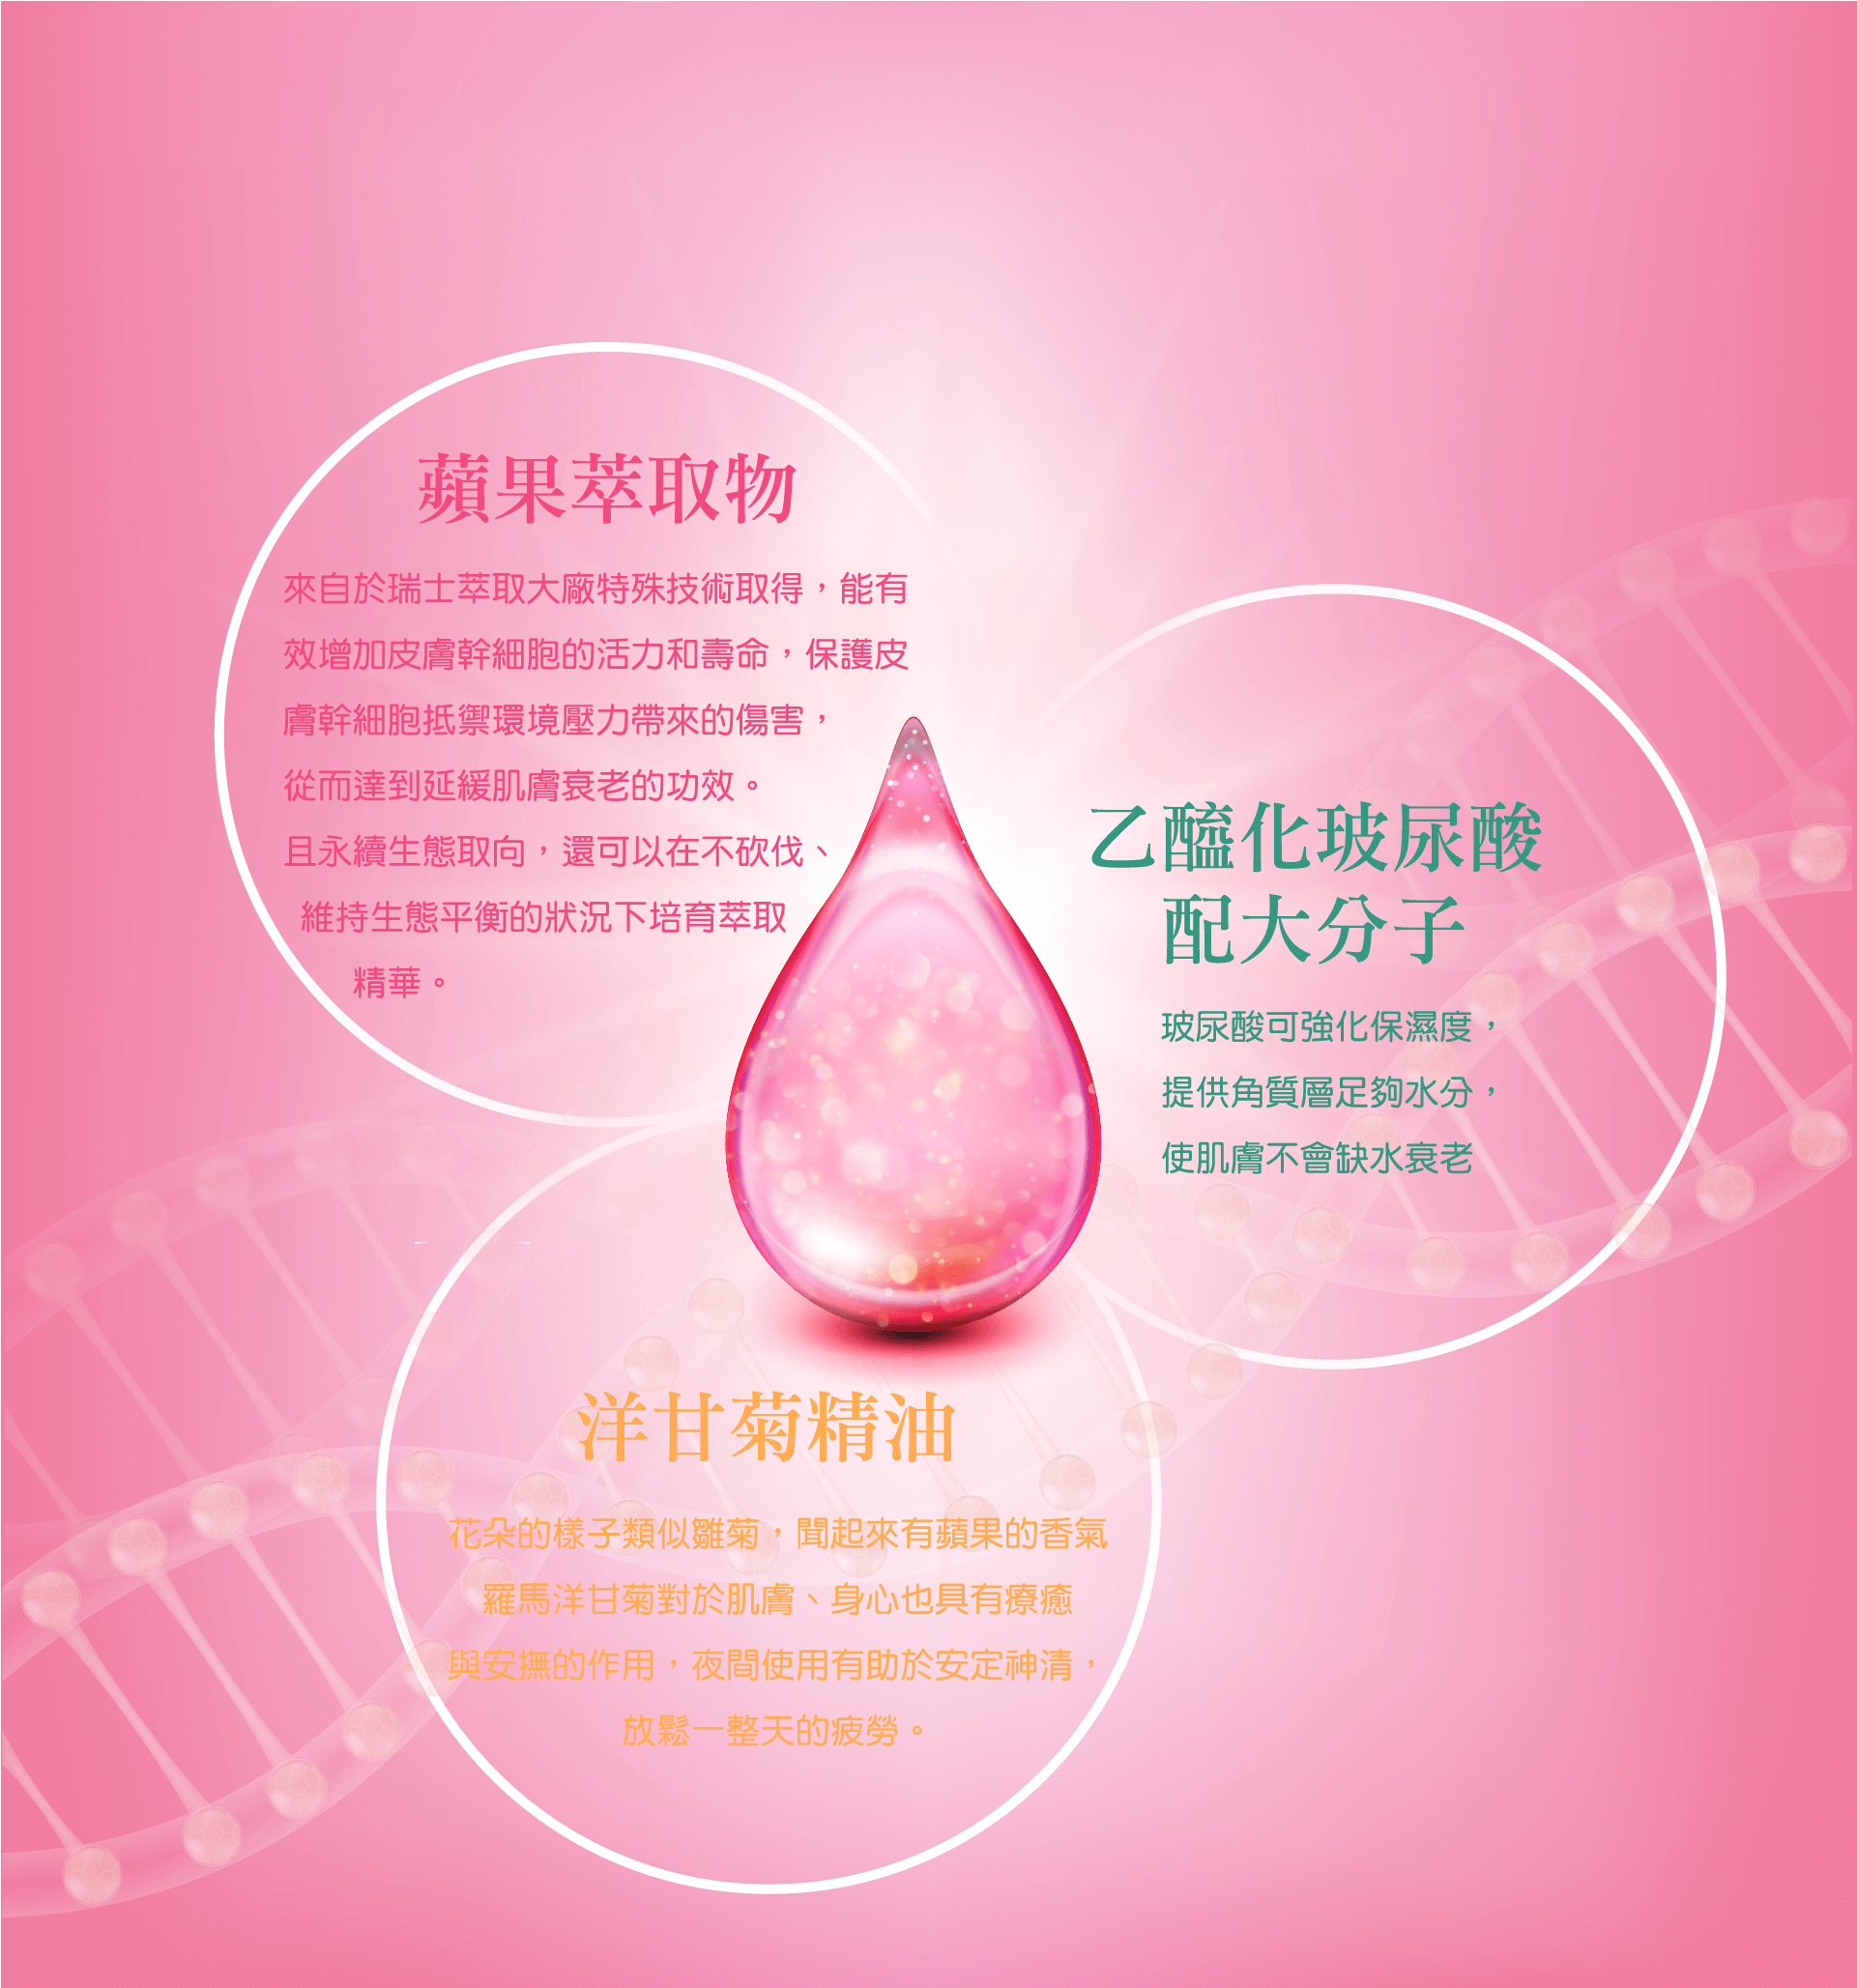 蘋果萃取物
來自於瑞士萃取大廠特殊技術取得，能有
效增加皮膚幹細胞的活力和壽命，保護皮
膚幹細胞抵禦環境壓力帶來的傷害，
從而達到延緩肌膚衰老的功效。
且永續生態取向，還可以在不砍伐、
維持生態平衡的狀況下培育萃取
精華。
乙醯化玻尿酸
配大分子
玻尿酸可強化保濕度，
提供角質層足夠水分，
使肌膚不會缺水衰老
洋甘菊精油
花朵的樣子類似雛菊，聞起來有蘋果的香氣
羅馬洋甘菊對於肌膚、身心也具有療癒
與安撫的作用，夜間使用有助於安定神清，
放鬆一整天的疲勞。